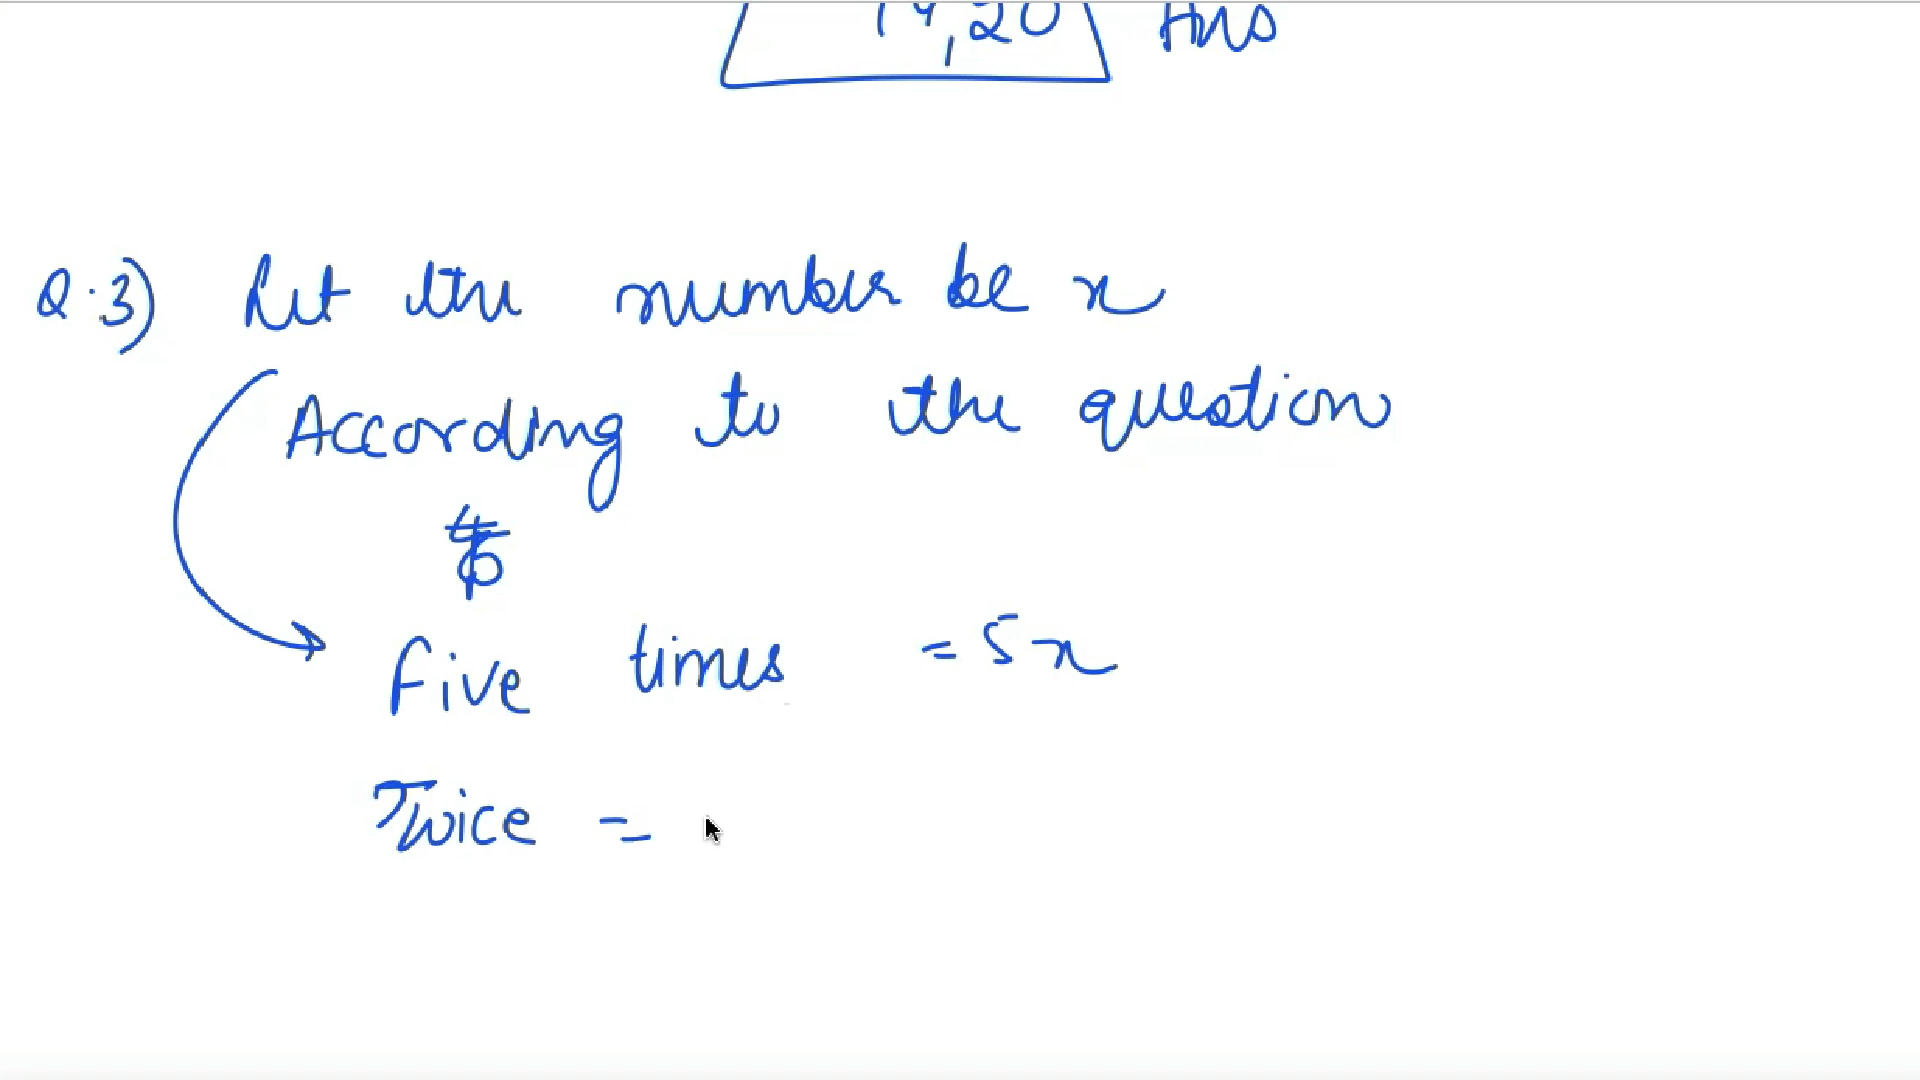 14,20 Ans
Q.3) Let the number be x
According to the question
Five times = 5x
Twice =